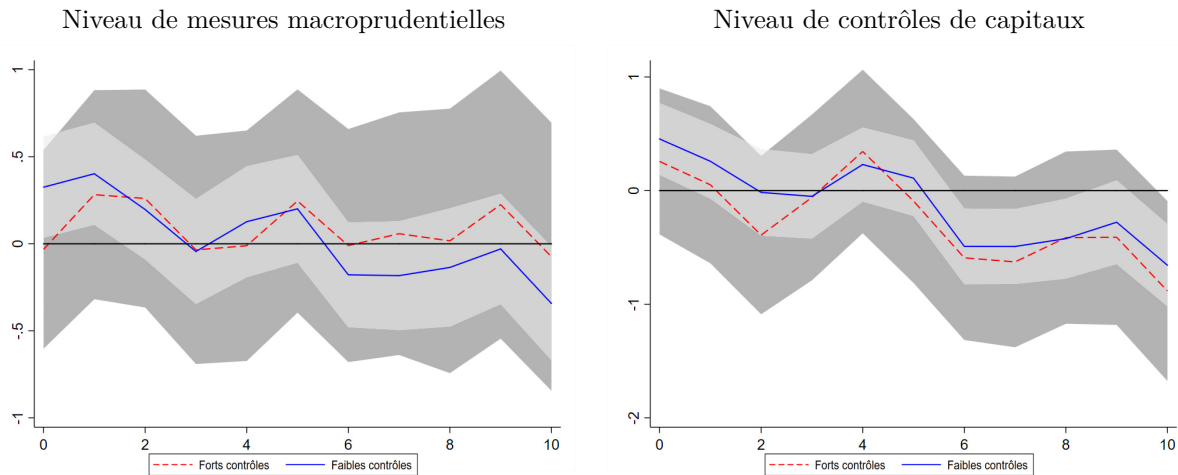 Niveau de mesures macroprudentielles
1
.5
0
-.5
-1
0 2 4 6 8 10
Forts contrôles Faibles contrôles
Niveau de contrôles de capitaux
1
0
-1
-2
0 2 4 6 8 10
Forts contrôles Faibles contrôles